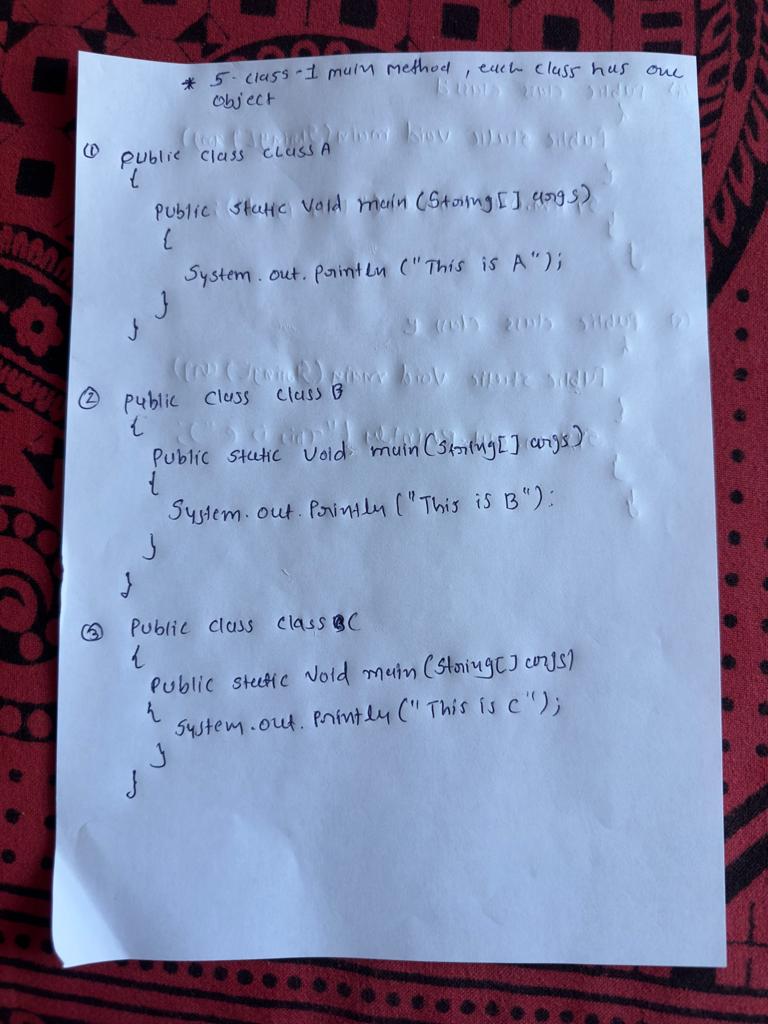 * 5-class-1 main method, each class has one
object
① public class classA
{
public static void main (String[] args)
{
System.out.println ("This is A");
}
}
② public class classB
{
public static void main (String[] args)
{
System.out.println ("This is B"):
}
}
③ Public class class C
{
public static void main (String[] args)
{ System.out.println ("This is C");
}
}